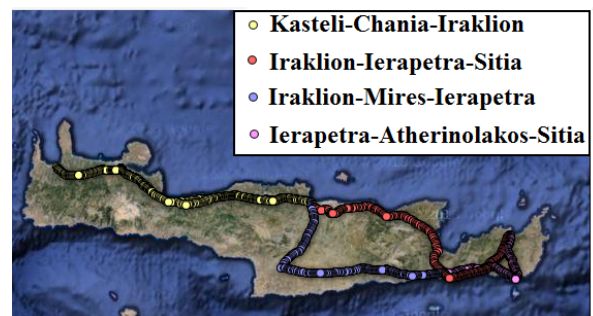 Kasteli-Chania-Iraklion
Iraklion-Ierapetra-Sitia
Iraklion-Mires-Ierapetra
Ierapetra-Atherinolakos-Sitia